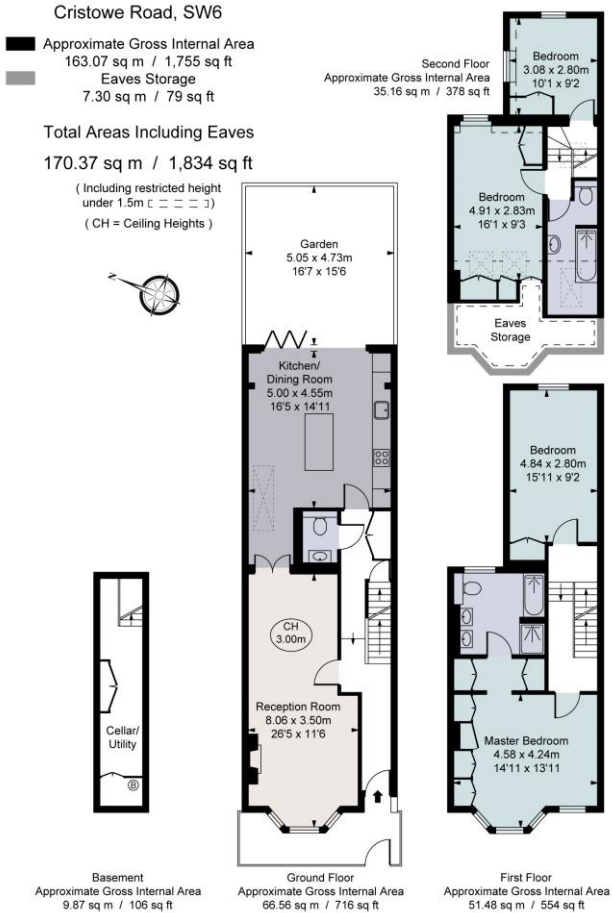 Cristowe Road, SW6
Approximate Gross Internal Area
163.07 sq m / 1,755 sq ft
Eaves Storage
7.30 sq m / 79 sq ft
Total Areas Including Eaves
170.37 sq m / 1,834 sq ft
( Including restricted height
under 1.5m )
( CH = Ceiling Heights )
N
Second Floor
Approximate Gross Internal Area
35.16 sq m / 378 sq ft
Bedroom
3.08 x 2.80m
10'1 x 9'2
Bedroom
4.91 x 2.83m
16'1 x 9'3
Eaves
Storage
Garden
5.05 x 4.73m
16'7 x 15'6
Kitchen/
Dining Room
5.00 x 4.55m
16'5 x 14'11
CH
3.00m
Reception Room
8.06 x 3.50m
26'5 x 11'6
Bedroom
4.84 x 2.80m
15'11 x 9'2
Master Bedroom
4.58 x 4.24m
14'11 x 13'11
Cellar/
Utility
B
Basement
Approximate Gross Internal Area
9.87 sq m / 106 sq ft
Ground Floor
Approximate Gross Internal Area
66.56 sq m / 716 sq ft
First Floor
Approximate Gross Internal Area
51.48 sq m / 554 sq ft